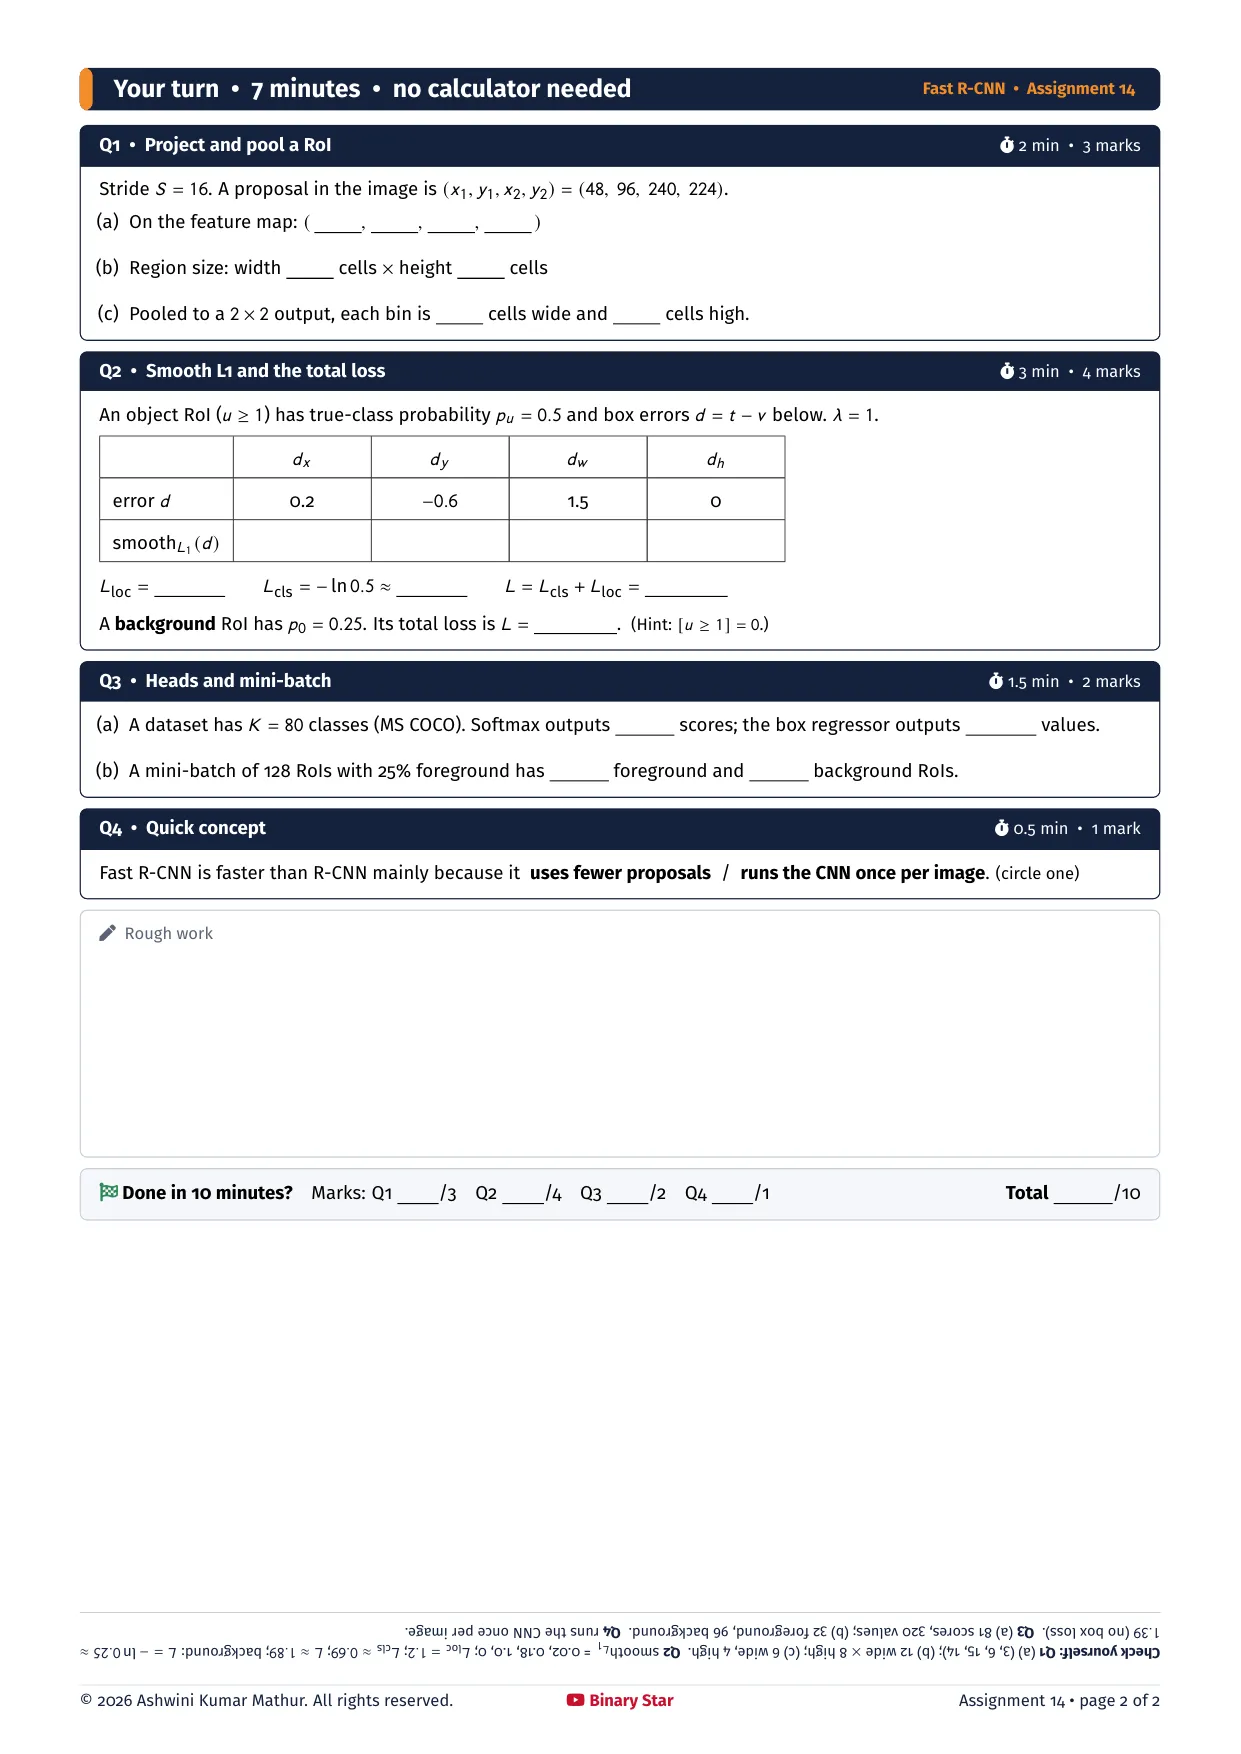 Your turn • 7 minutes • no calculator needed
Fast R-CNN • Assignment 14
Q1 • Project and pool a RoI
2 min • 3 marks
Stride S = 16. A proposal in the image is (x₁, y₁, x₂, y₂) = (48, 96, 240, 224).
(a) On the feature map: ( _____, _____, _____, _____ )
(b) Region size: width _____ cells × height _____ cells
(c) Pooled to a 2 × 2 output, each bin is _____ cells wide and _____ cells high.
Q2 • Smooth L1 and the total loss
3 min • 4 marks
An object RoI (u ≥ 1) has true-class probability pᵤ = 0.5 and box errors d = t − v below. λ = 1.
dₓ d_y d_w d_h
error d 0.2 −0.6 1.5 0
smooth_L₁(d)
L_loc = _______ L_cls = − ln 0.5 ≈ _______ L = L_cls + L_loc = ________
A background RoI has p₀ = 0.25. Its total loss is L = ________. (Hint: [u ≥ 1] = 0.)
Q3 • Heads and mini-batch
1.5 min • 2 marks
(a) A dataset has K = 80 classes (MS COCO). Softmax outputs ______ scores; the box regressor outputs _______ values.
(b) A mini-batch of 128 RoIs with 25% foreground has ______ foreground and ______ background RoIs.
Q4 • Quick concept
0.5 min • 1 mark
Fast R-CNN is faster than R-CNN mainly because it uses fewer proposals / runs the CNN once per image. (circle one)
Rough work
Done in 10 minutes? Marks: Q1 ____/3 Q2 ____/4 Q3 ____/2 Q4 ____/1 Total ______/10
Check yourself: Q1 (a) (3, 6, 15, 14); (b) 12 wide × 8 high; (c) 6 wide, 4 high. Q2 smooth_L₁ = 0.02, 0.18, 1.0, 0; L_loc = 1.2; L_cls ≈ 0.69; L ≈ 1.89; background: L = − ln 0.25 ≈
1.39 (no box loss). Q3 (a) 81 scores, 320 values; (b) 32 foreground, 96 background. Q4 runs the CNN once per image.
© 2026 Ashwini Kumar Mathur. All rights reserved.
Binary Star
Assignment 14 • page 2 of 2